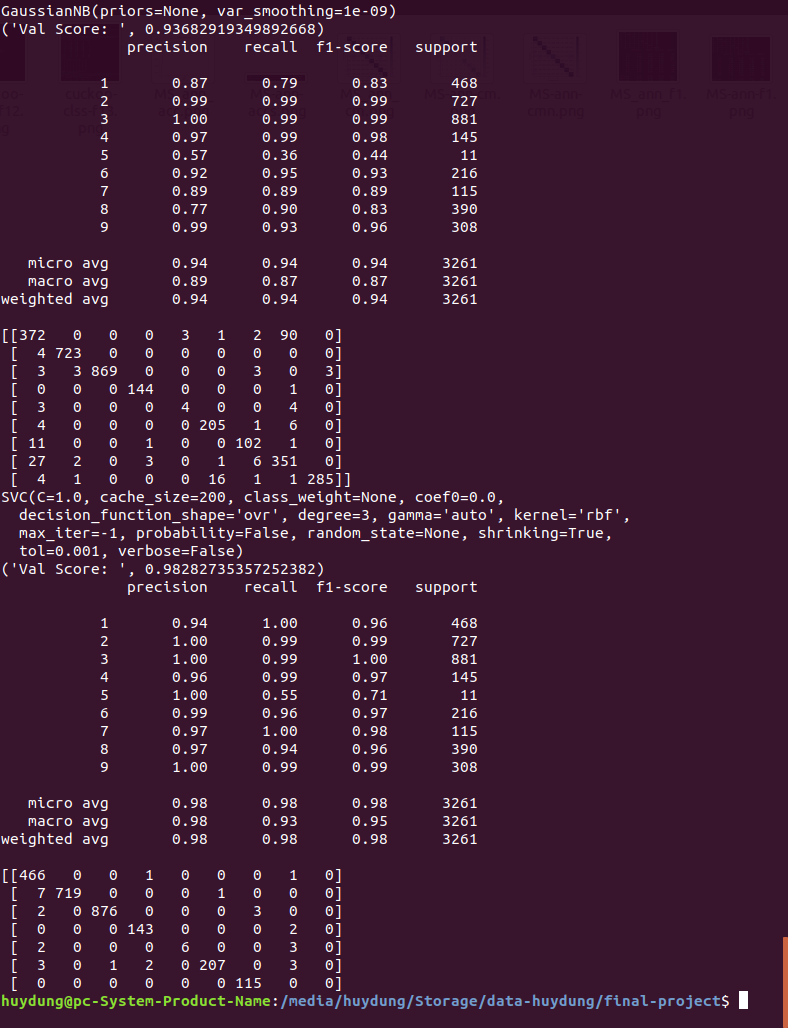 GaussianNB(priors=None, var_smoothing=1e-09)
('Val Score: ', 0.93682919349892668)
              precision    recall  f1-score   support

           1       0.87      0.79      0.83       468
           2       0.99      0.99      0.99       727
           3       1.00      0.99      0.99       881
           4       0.97      0.99      0.98       145
           5       0.57      0.36      0.44        11
           6       0.92      0.95      0.93       216
           7       0.89      0.89      0.89       115
           8       0.77      0.90      0.83       390
           9       0.99      0.93      0.96       308

   micro avg       0.94      0.94      0.94      3261
   macro avg       0.89      0.87      0.87      3261
weighted avg       0.94      0.94      0.94      3261

[[372   0   0   0   3   1   2  90   0]
 [  4 723   0   0   0   0   0   0   0]
 [  3   3 869   0   0   0   3   0   3]
 [  0   0   0 144   0   0   0   1   0]
 [  3   0   0   0   4   0   0   4   0]
 [  4   0   0   0   0 205   1   6   0]
 [ 11   0   0   1   0   0 102   1   0]
 [ 27   2   0   3   0   1   6 351   0]
 [  4   1   0   0   0  16   1   1 285]]
SVC(C=1.0, cache_size=200, class_weight=None, coef0=0.0,
  decision_function_shape='ovr', degree=3, gamma='auto', kernel='rbf',
  max_iter=-1, probability=False, random_state=None, shrinking=True,
  tol=0.001, verbose=False)
('Val Score: ', 0.98282735357252382)
              precision    recall  f1-score   support

           1       0.94      1.00      0.96       468
           2       1.00      0.99      0.99       727
           3       1.00      0.99      1.00       881
           4       0.96      0.99      0.97       145
           5       1.00      0.55      0.71        11
           6       0.99      0.96      0.97       216
           7       0.97      1.00      0.98       115
           8       0.97      0.94      0.96       390
           9       1.00      0.99      0.99       308

   micro avg       0.98      0.98      0.98      3261
   macro avg       0.98      0.93      0.95      3261
weighted avg       0.98      0.98      0.98      3261

[[466   0   0   1   0   0   0   1   0]
 [  7 719   0   0   0   1   0   0   0]
 [  2   0 876   0   0   0   3   0   0]
 [  0   0   0 143   0   0   0   2   0]
 [  2   0   0   0   6   0   0   3   0]
 [  3   0   1   2   0 207   0   3   0]
 [  0   0   0   0   0   0 115   0   0]
huydung@pc-System-Product-Name:/media/huydung/Storage/data-huydung/final-project$